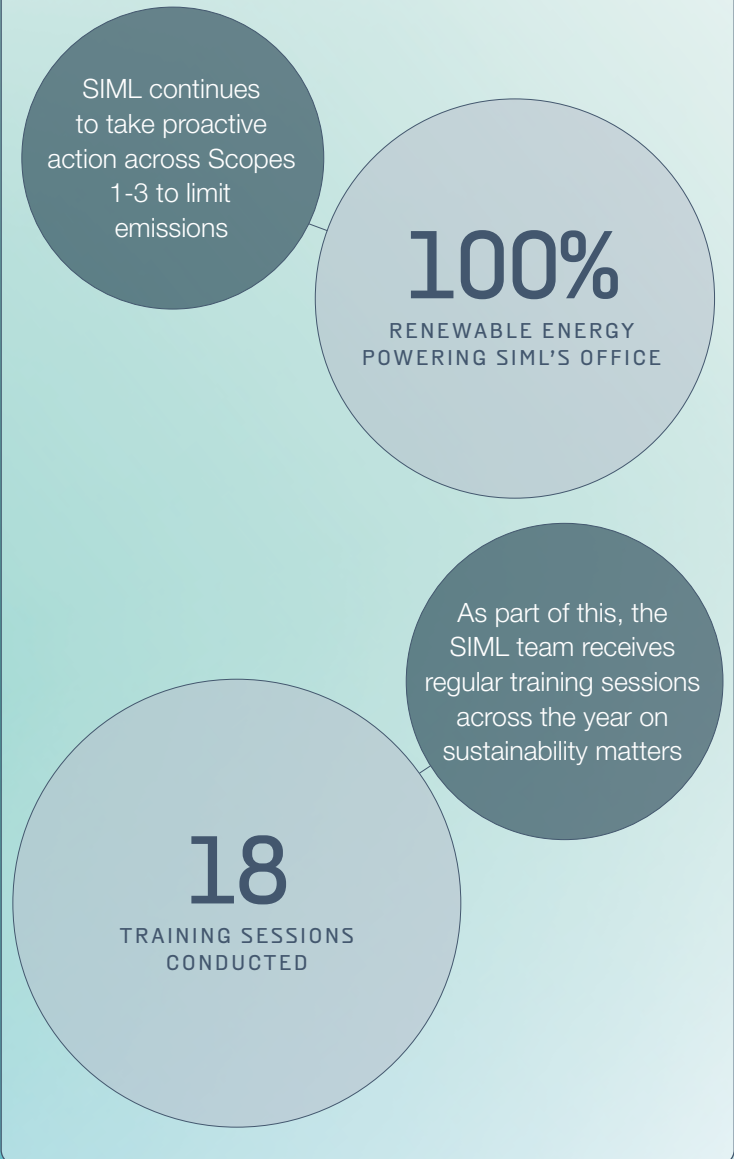 SIML continues
to take proactive
action across Scopes
1-3 to limit
emissions
100%
RENEWABLE ENERGY
POWERING SIML'S OFFICE
As part of this, the
SIML team receives
regular training sessions
across the year on
sustainability matters
18
TRAINING SESSIONS
CONDUCTED